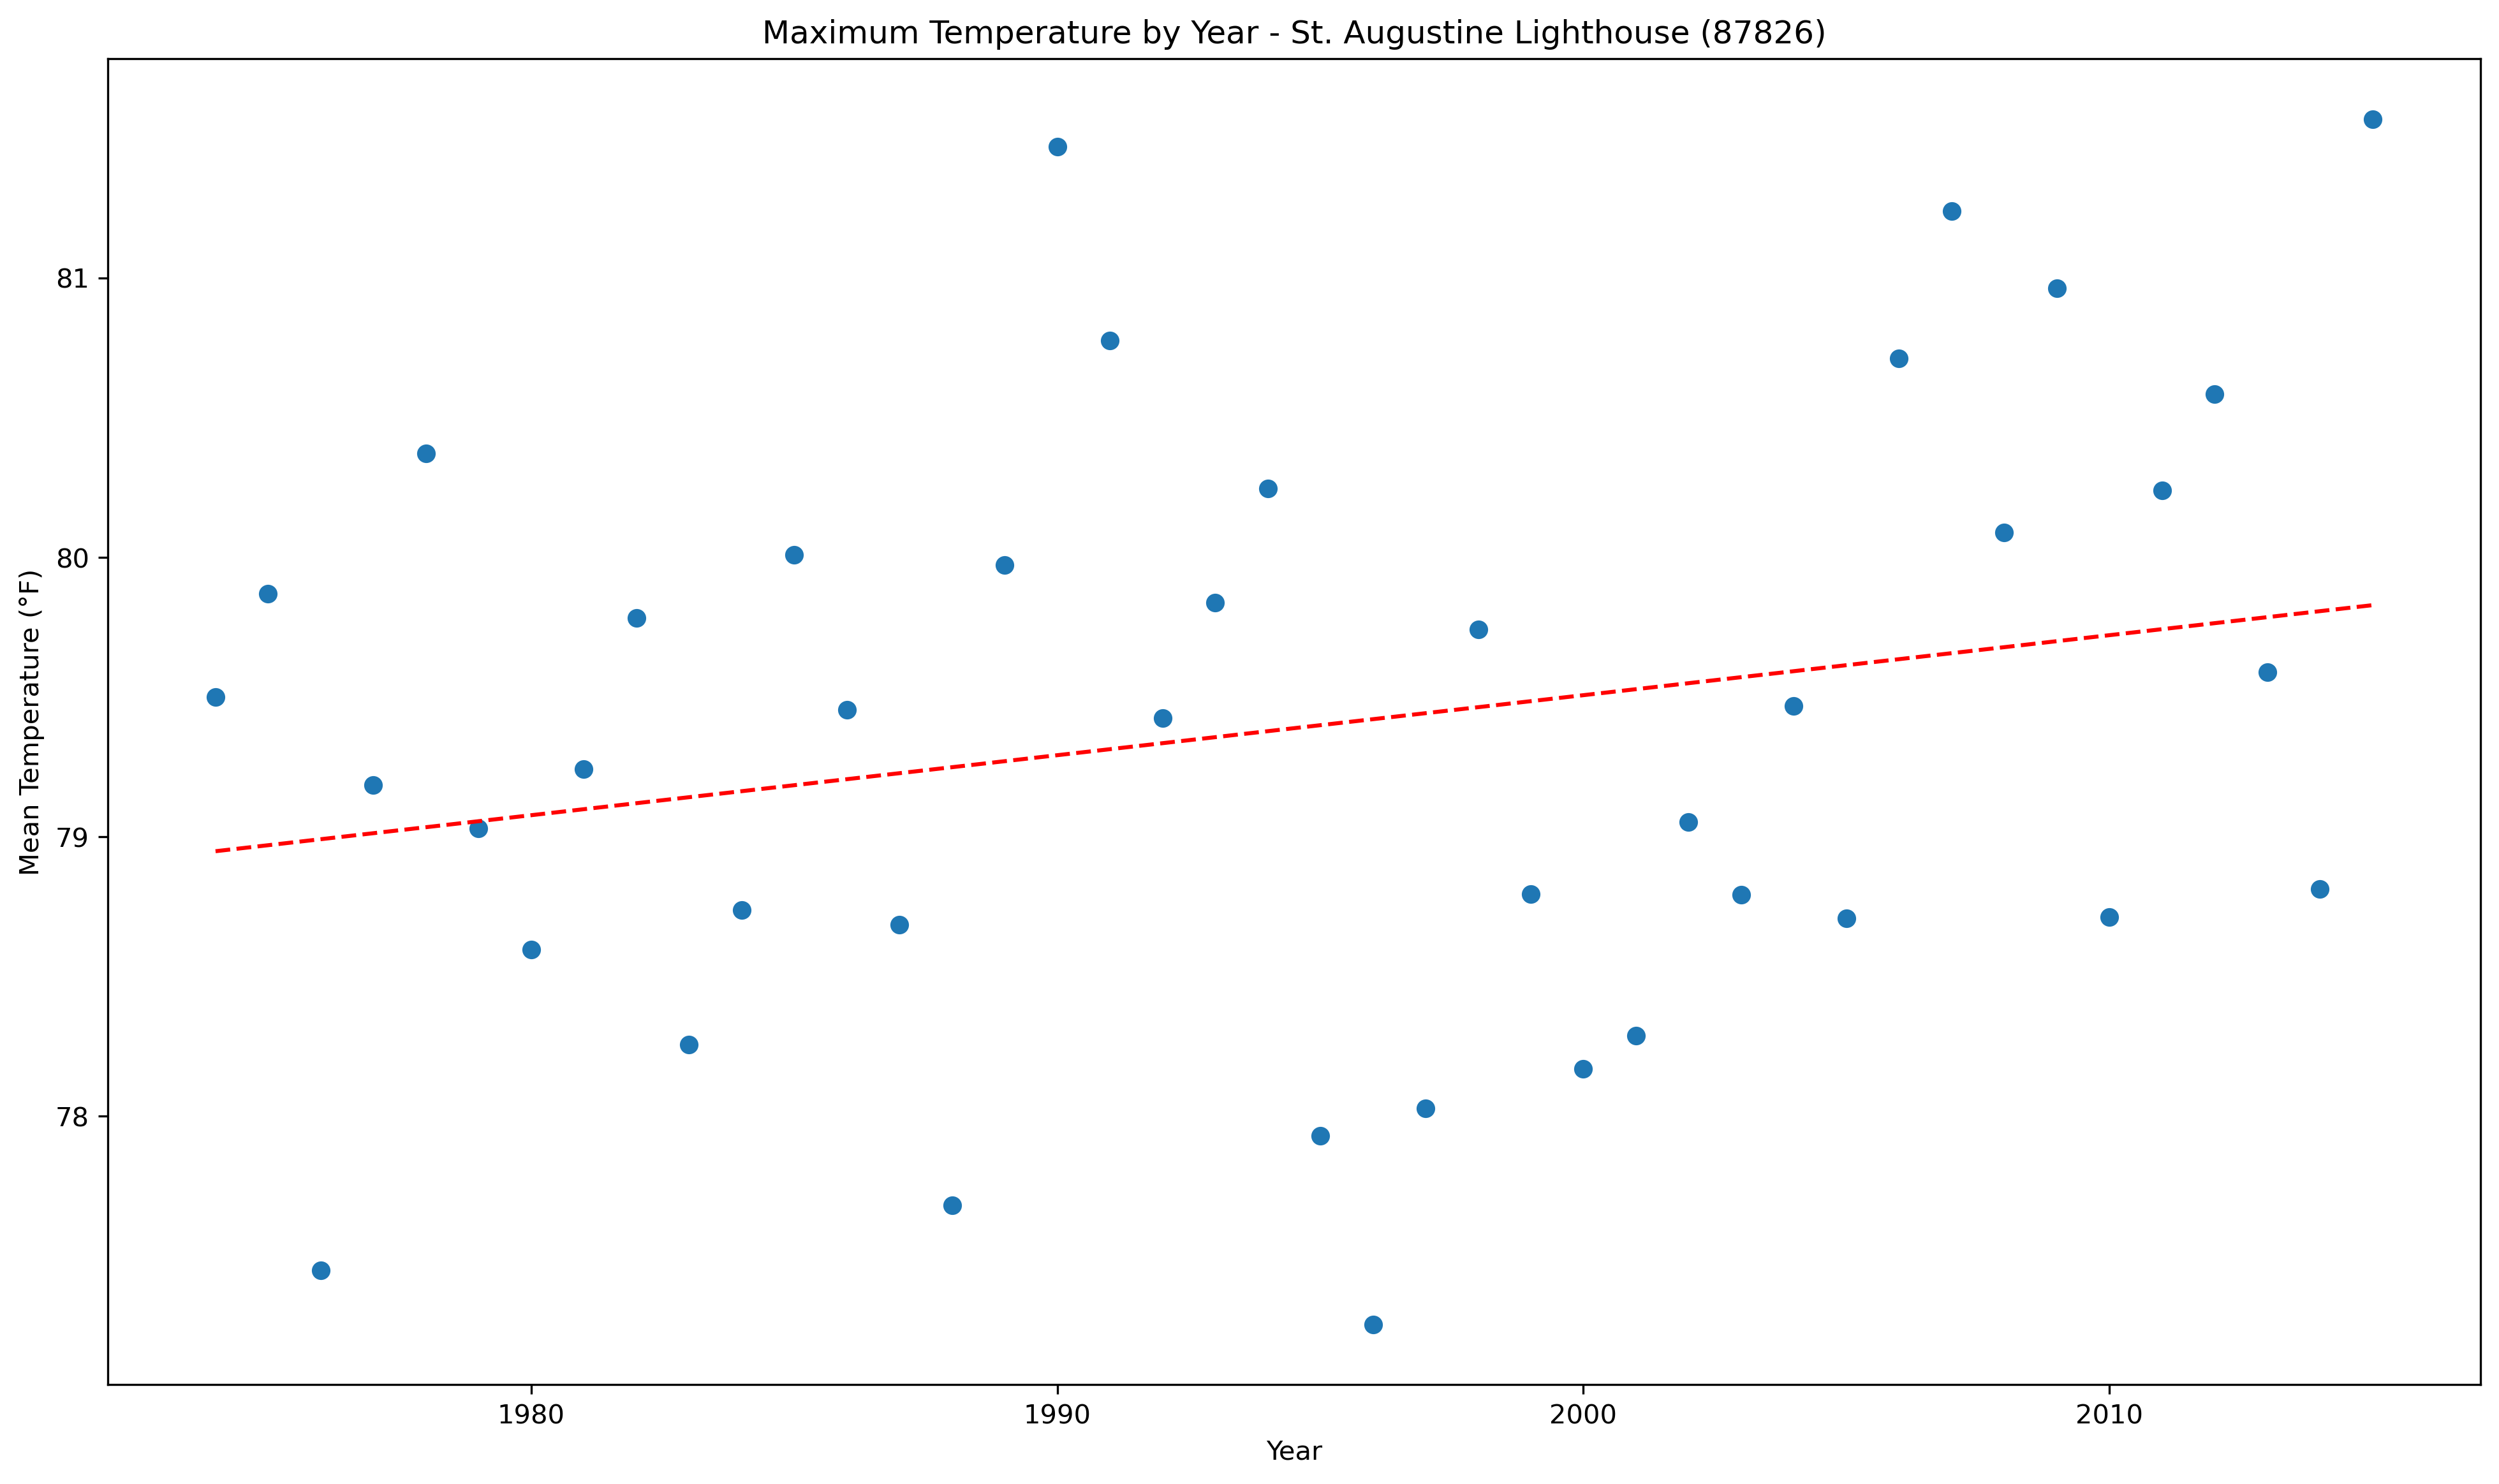 Maximum Temperature by Year - St. Augustine Lighthouse (87826)
Mean Temperature (°F)
81
80
79
78
1980
1990
2000
2010
Year